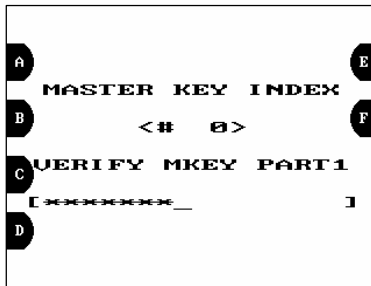 A E
MASTER KEY INDEX
B F
<# 0>
VERIFY MKEY PART1
C
[*******_ ]
D